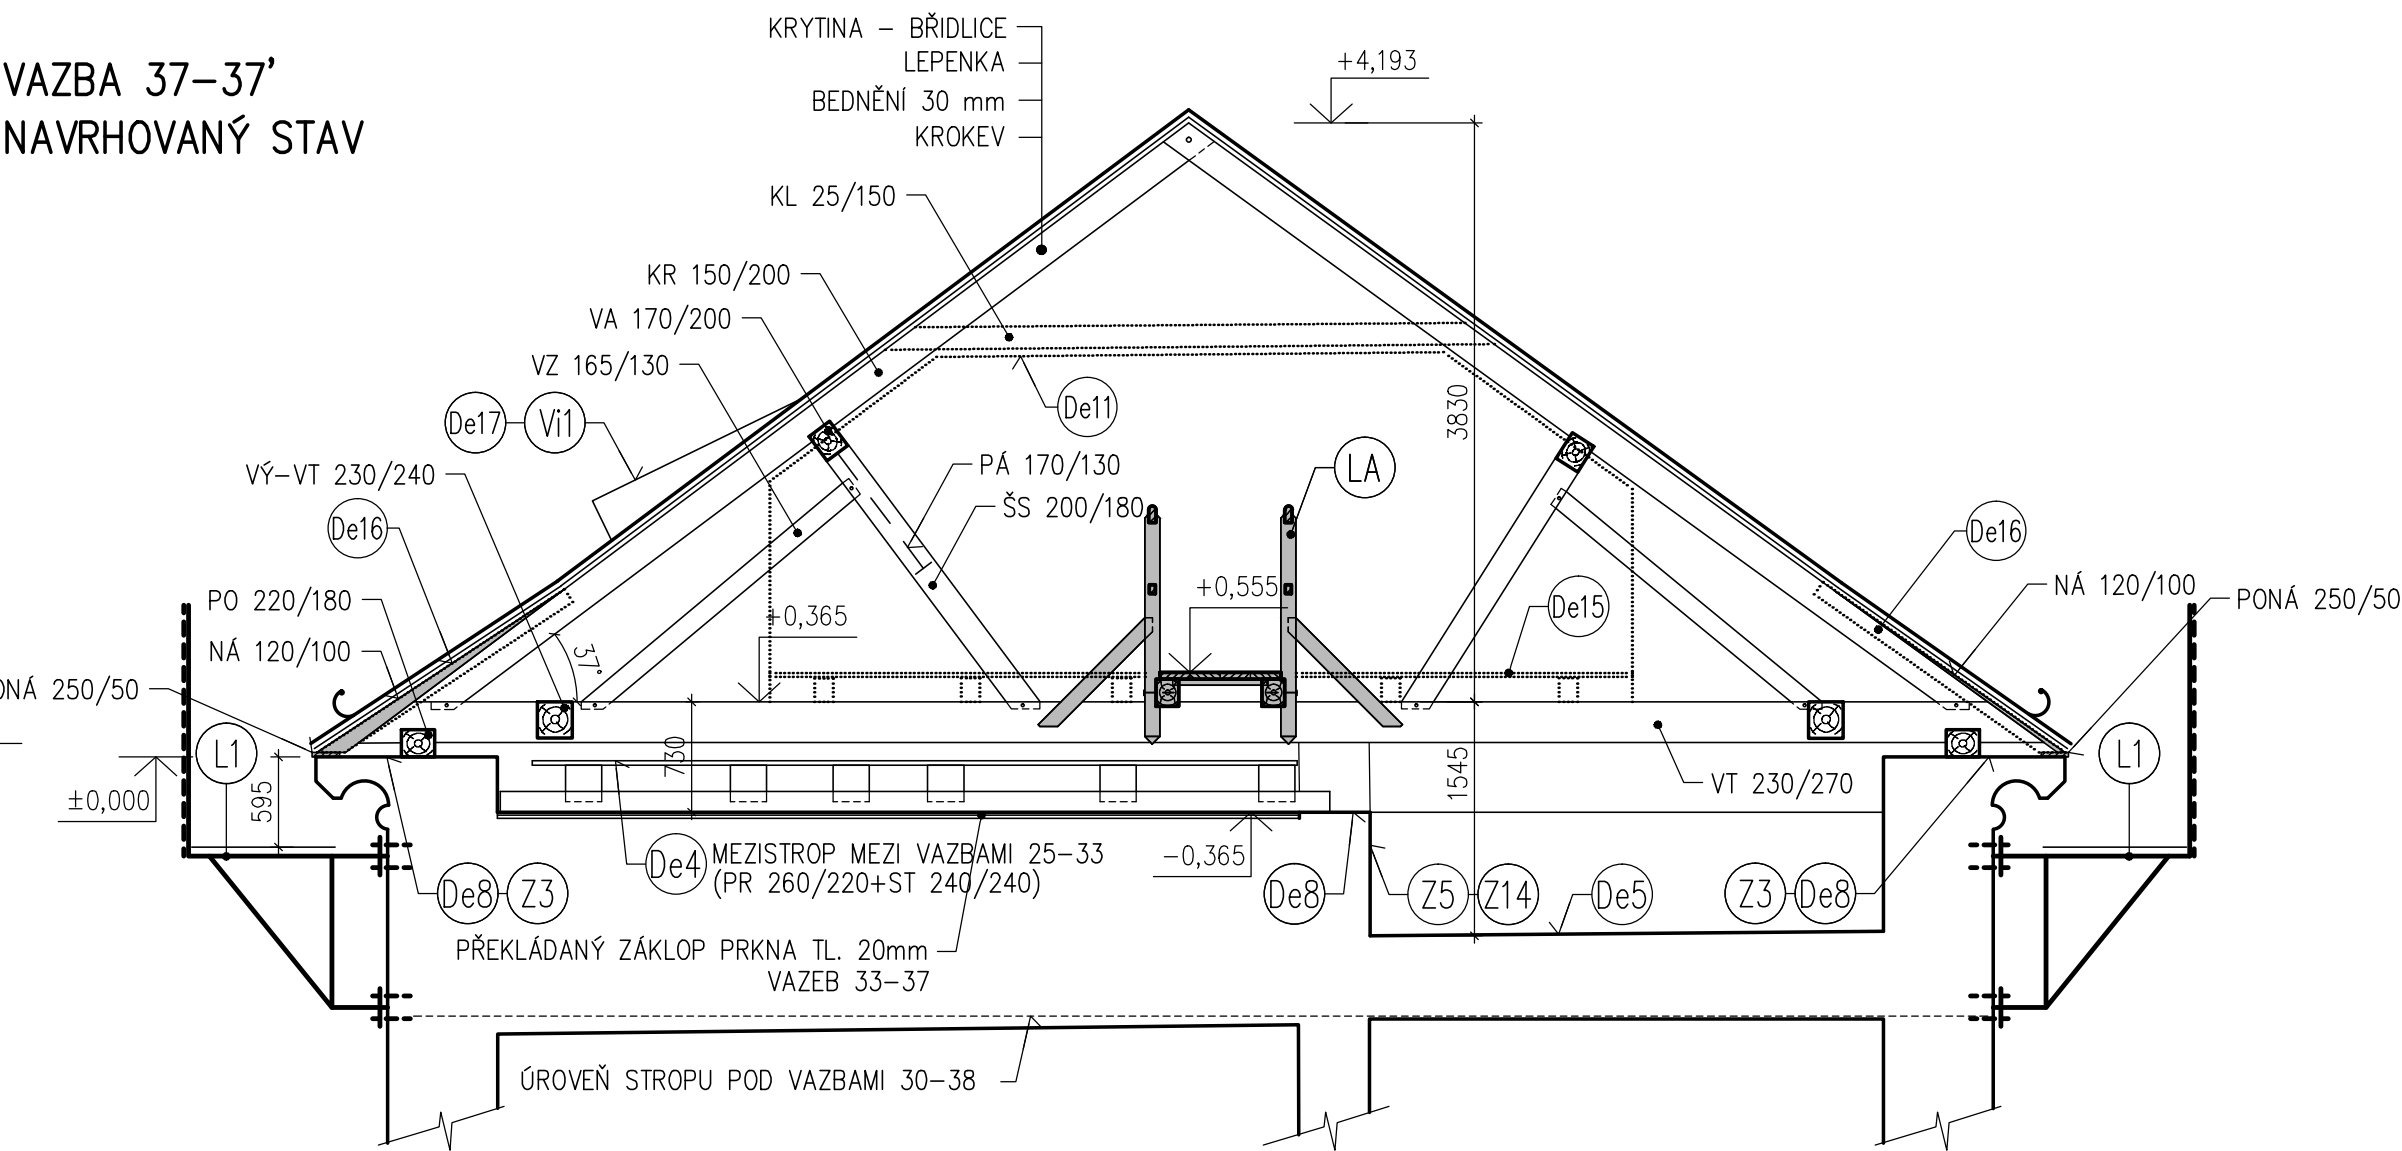 VAZBA 37-37'
NAVRHOVANÝ STAV
KRYTINA - BŘIDLICE
LEPENKA
BEDNĚNÍ 30 mm
KROKEV
+4,193
KL 25/150
KR 150/200
VA 170/200
VZ 165/130
De17
Vi1
De11
3830
VÝ-VT 230/240
PÁ 170/130
LA
ŠS 200/180
De16
De16
PO 220/180
NÁ 120/100
+0,555
De15
NÁ 120/100
PONÁ 250/50
+0,365
37°
250/50
L1
±0,000
595
730
1545
VT 230/270
L1
De4
MEZISTROP MEZI VAZBAMI 25-33
(PR 260/220+ST 240/240)
-0,365
De8
Z3
De8
Z5
Z14
De5
Z3
De8
PŘEKLÁDANÝ ZÁKLOP PRKNA TL. 20mm
VAZEB 33-37
ÚROVEŇ STROPU POD VAZBAMI 30-38